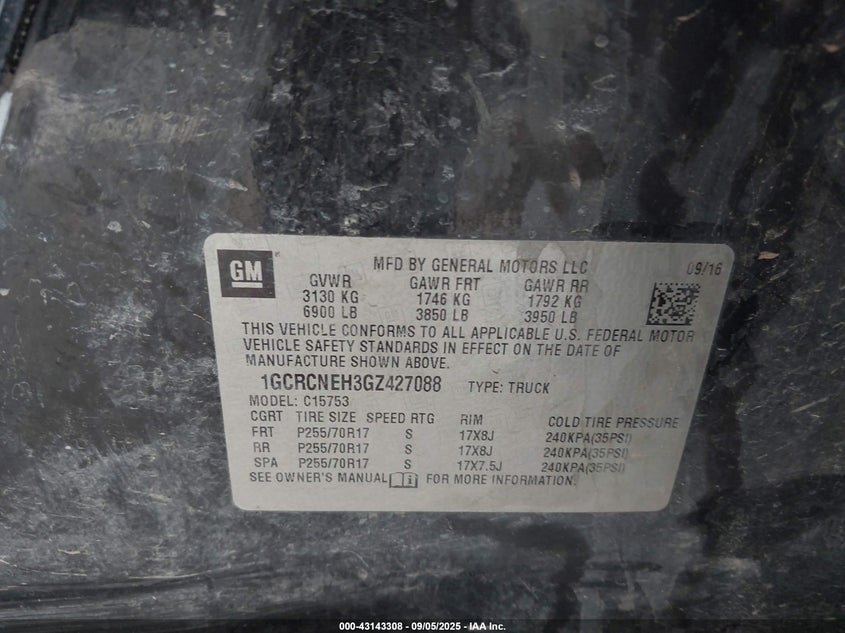 GM
MFD BY GENERAL MOTORS LLC 09/16
GVWR GAWR FRT GAWR RR
3130 KG 1746 KG 1792 KG
6900 LB 3850 LB 3950 LB
THIS VEHICLE CONFORMS TO ALL APPLICABLE U.S. FEDERAL MOTOR
VEHICLE SAFETY STANDARDS IN EFFECT ON THE DATE OF
MANUFACTURE SHOWN ABOVE.
1GCRCNEH3GZ427088 TYPE: TRUCK
MODEL: C15753
CGRT TIRE SIZE SPEED RTG RIM COLD TIRE PRESSURE
FRT P255/70R17 S 17X8J 240KPA(35PSI)
RR P255/70R17 S 17X8J 240KPA(35PSI)
SPA P255/70R17 S 17X7.5J 240KPA(35PSI)
SEE OWNER'S MANUAL FOR MORE INFORMATION.
000-43143308 - 09/05/2025 - IAA Inc.